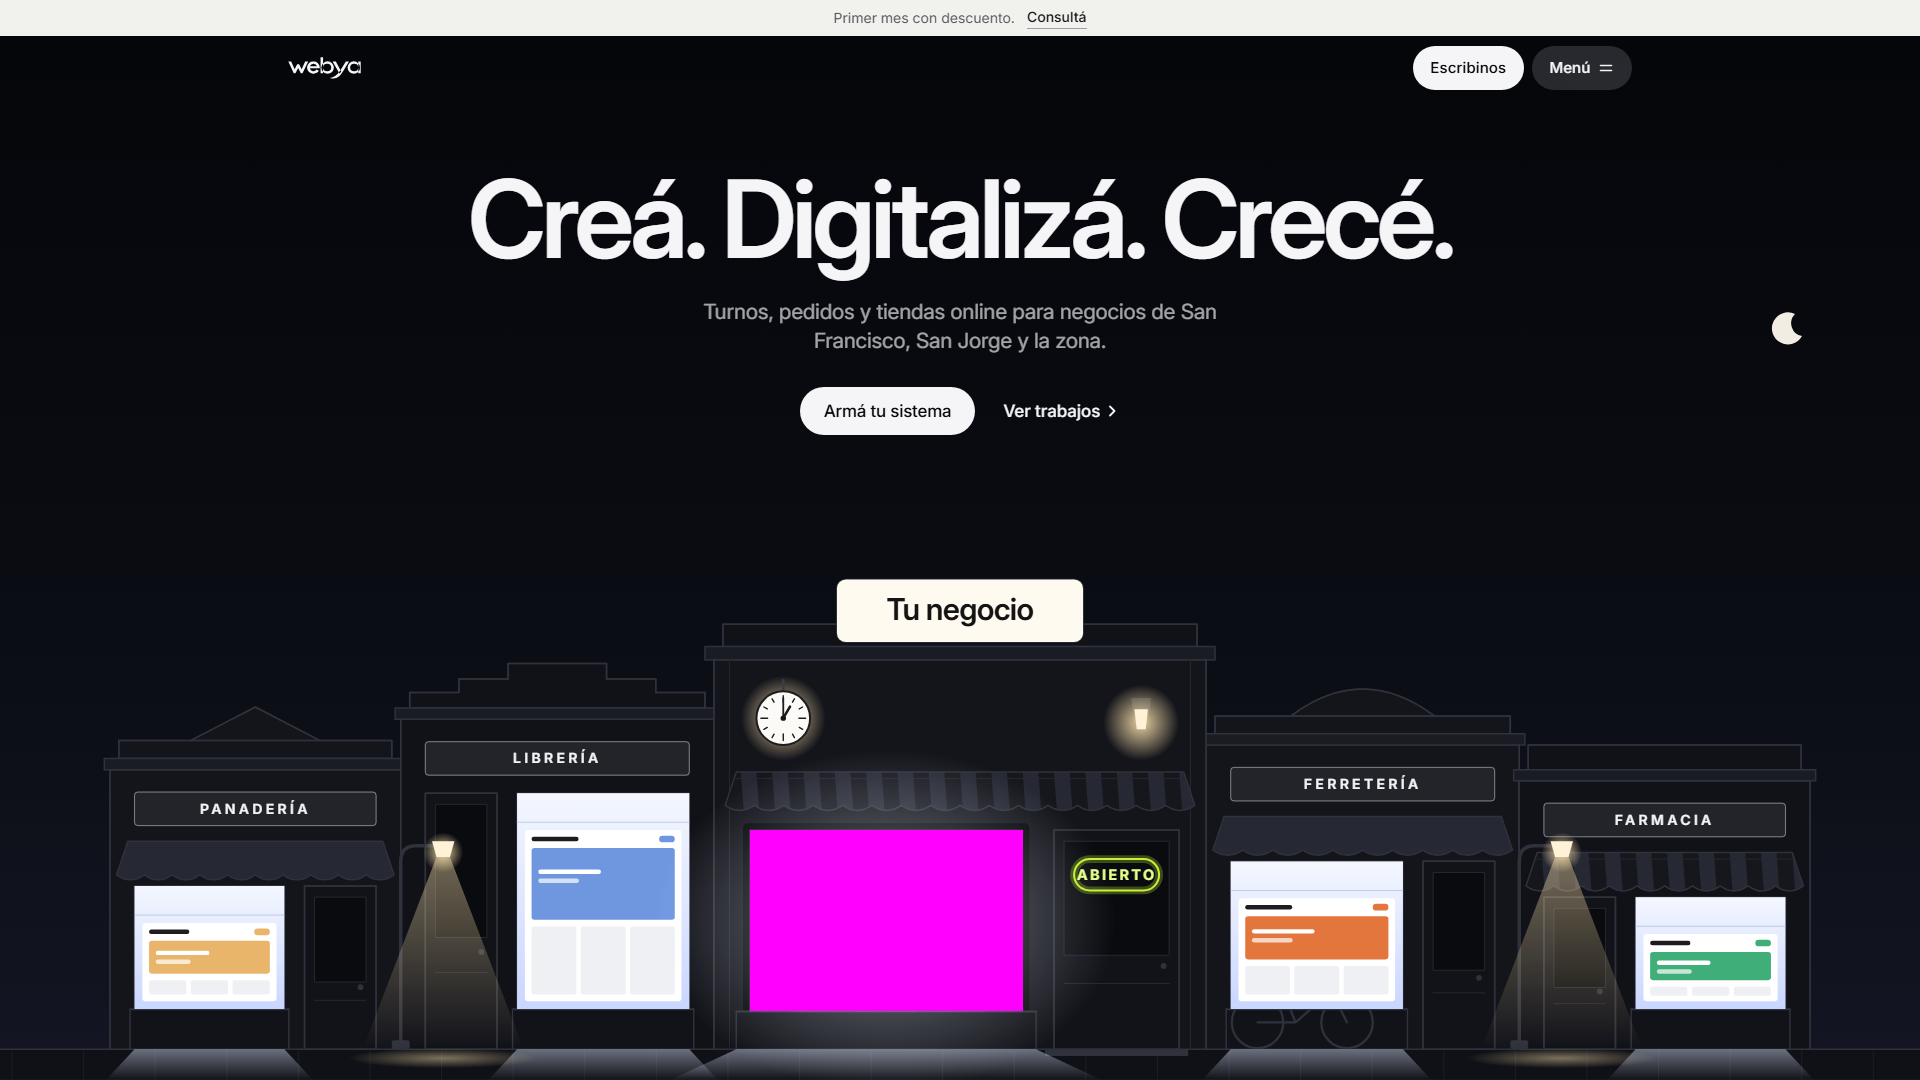 Primer mes con descuento. Consultá
webya
Escribinos
Menú
Creá. Digitalizá. Crecé.
Turnos, pedidos y tiendas online para negocios de San
Francisco, San Jorge y la zona.
Armá tu sistema
Ver trabajos
Tu negocio
LIBRERÍA
FERRETERÍA
PANADERÍA
FARMACIA
ABIERTO